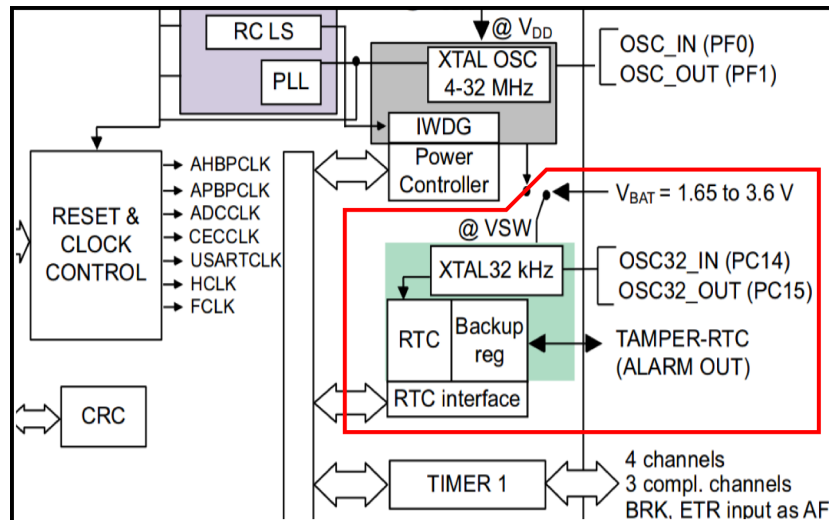 RC LS
PLL
@ VDD
XTAL OSC
4-32 MHz
OSC_IN (PF0)
OSC_OUT (PF1)
IWDG
Power
Controller
RESET &
CLOCK
CONTROL
AHBPCLK
APBPCLK
ADCCLK
CECCLK
USARTCLK
HCLK
FCLK
VBAT = 1.65 to 3.6 V
@ VSW
XTAL32 kHz
OSC32_IN (PC14)
OSC32_OUT (PC15)
RTC
Backup
reg
TAMPER-RTC
(ALARM OUT)
RTC interface
CRC
TIMER 1
4 channels
3 compl. channels
BRK, ETR input as AF